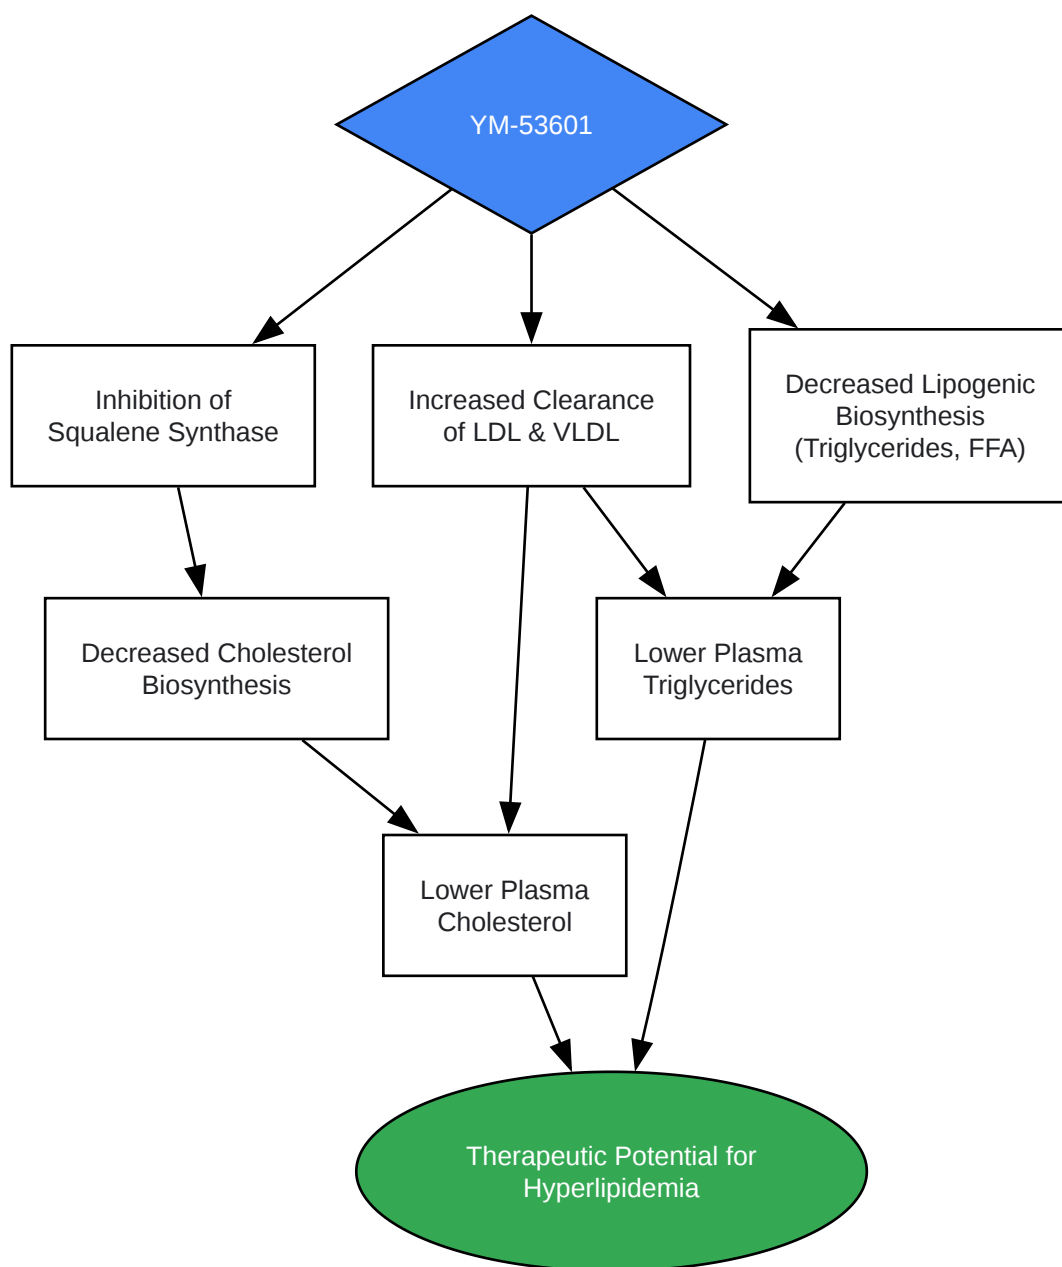 YM-53601
Inhibition of
Squalene Synthase
Increased Clearance
of LDL & VLDL
Decreased Lipogenic
Biosynthesis
(Triglycerides, FFA)
Decreased Cholesterol
Biosynthesis
Lower Plasma
Triglycerides
Lower Plasma
Cholesterol
Therapeutic Potential for
Hyperlipidemia